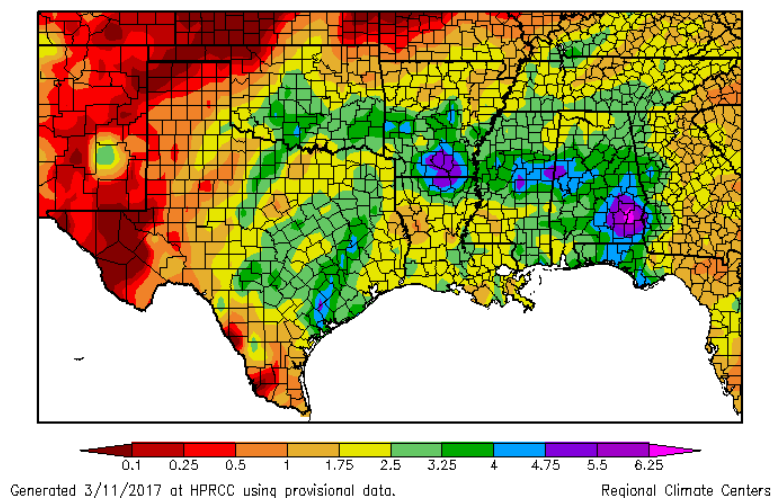 0.1 0.25 0.5 1 1.75 2.5 3.25 4 4.75 5.5 6.25
Generated 3/11/2017 at HPRCC using provisional data. Regional Climate Centers